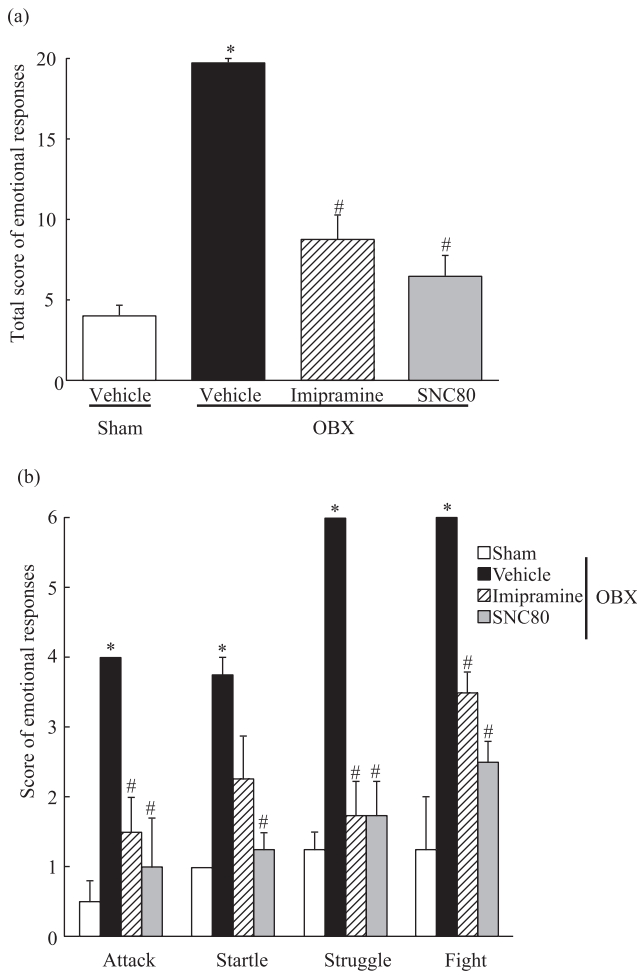 (a)
Total score of emotional responses
20
15
10
5
0
*
#
#
Vehicle Vehicle Imipramine SNC80
Sham OBX
(b)
Score of emotional responses
6
4
3
2
1
0
*
#
#
*
#
*
#
#
*
#
#
Sham
Vehicle
Imipramine
SNC80
OBX
Attack Startle Struggle Fight